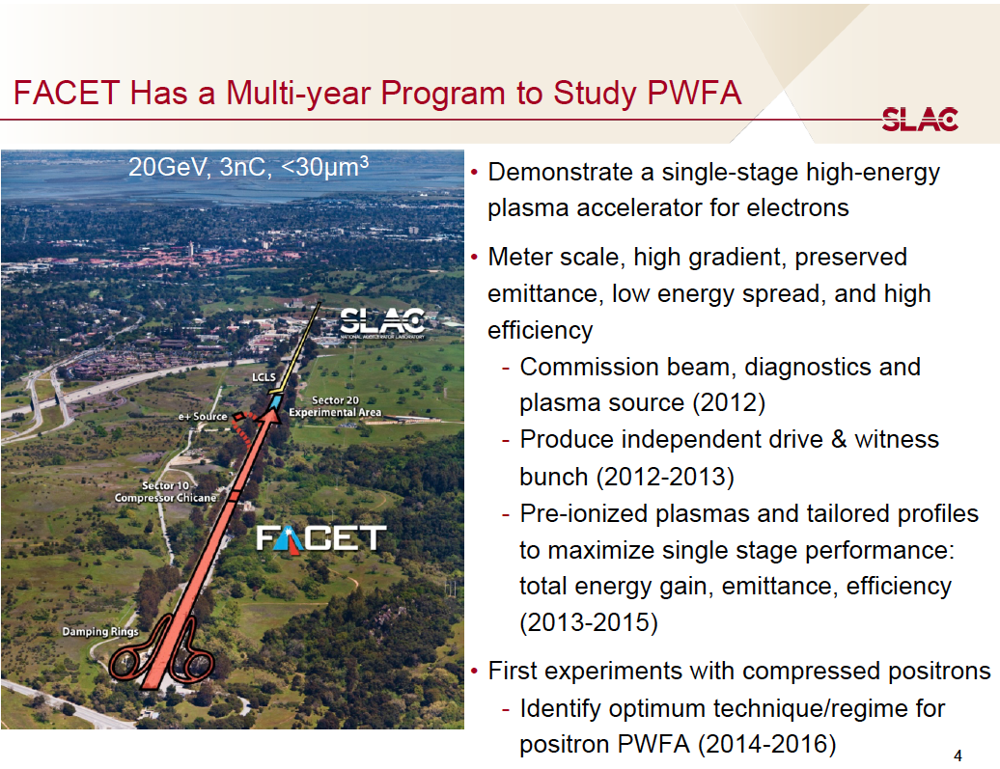 FACET Has a Multi-year Program to Study PWFA
SLAC
20GeV, 3nC, <30µm³
SLAC
NATIONAL ACCELERATOR LABORATORY
LCLS
Sector 20
Experimental Area
e+ Source
Sector 10
Compressor Chicane
FACET
Damping Rings
• Demonstrate a single-stage high-energy
plasma accelerator for electrons
• Meter scale, high gradient, preserved
emittance, low energy spread, and high
efficiency
- Commission beam, diagnostics and
plasma source (2012)
- Produce independent drive & witness
bunch (2012-2013)
- Pre-ionized plasmas and tailored profiles
to maximize single stage performance:
total energy gain, emittance, efficiency
(2013-2015)
• First experiments with compressed positrons
- Identify optimum technique/regime for
positron PWFA (2014-2016)
4